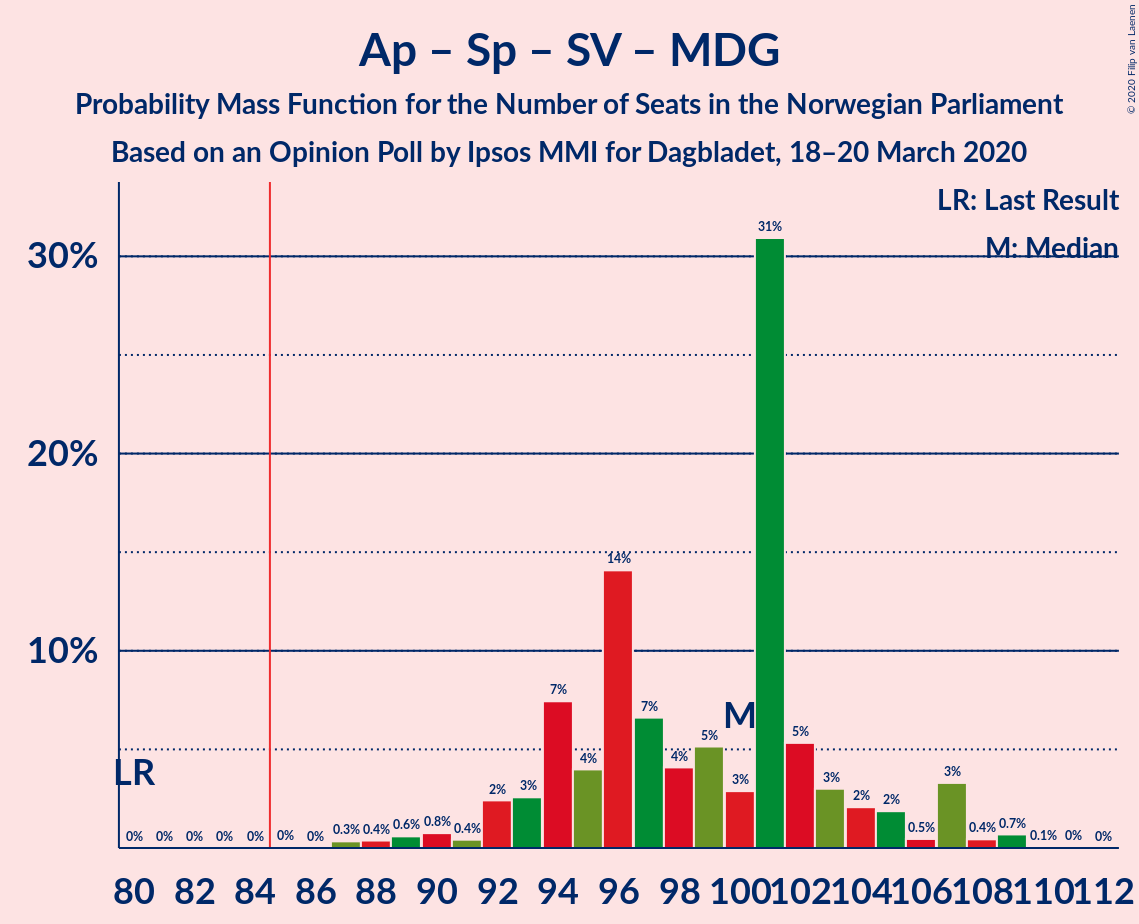 Ap – Sp – SV – MDG
Probability Mass Function for the Number of Seats in the Norwegian Parliament
Based on an Opinion Poll by Ipsos MMI for Dagbladet, 18–20 March 2020
© 2020 Filip van Laenen
LR: Last Result
M: Median
30%
20%
10%
31%
14%
7% 7%
M
5% 5%
4% 4%
LR
3% 3% 3% 3%
2% 2% 2%
0% 0% 0% 0% 0% 0% 0% 0.3% 0.4% 0.6% 0.8% 0.4% 0.5% 0.4% 0.7% 0.1% 0% 0%
80 82 84 86 88 90 92 94 96 98 100 102 104 106 108 110 112